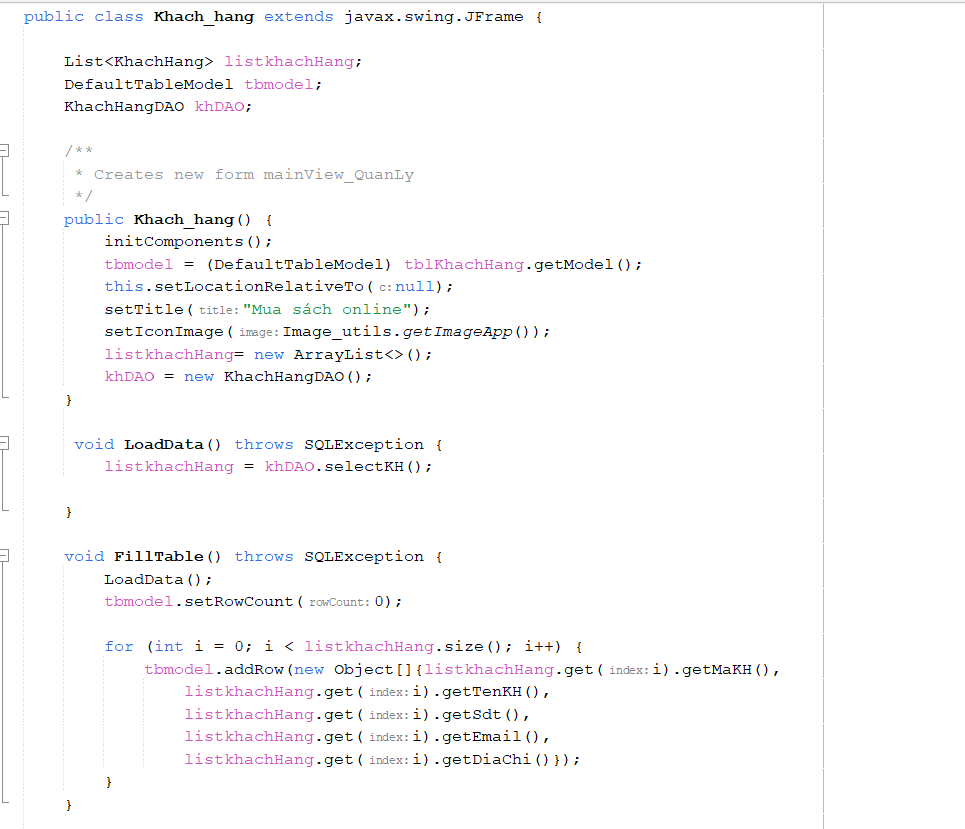 public class Khach_hang extends javax.swing.JFrame {
List<KhachHang> listkhachHang;
DefaultTableModel tbmodel;
KhachHangDAO khDAO;
/**
* Creates new form mainView_QuanLy
*/
public Khach_hang() {
initComponents();
tbmodel = (DefaultTableModel) tblKhachHang.getModel();
this.setLocationRelativeTo( c: null);
setTitle( title: "Mua sách online");
setIconImage( image: Image_utils.getImageApp());
listkhachHang= new ArrayList<>();
khDAO = new KhachHangDAO();
}
void LoadData() throws SQLException {
listkhachHang = khDAO.selectKH();
}
void FillTable() throws SQLException {
LoadData();
tbmodel.setRowCount( rowCount: 0);
for (int i = 0; i < listkhachHang.size(); i++) {
tbmodel.addRow(new Object[]{listkhachHang.get( index: i).getMaKH(),
listkhachHang.get( index: i).getTenKH(),
listkhachHang.get( index: i).getSdt(),
listkhachHang.get( index: i).getEmail(),
listkhachHang.get( index: i).getDiaChi()});
}
}